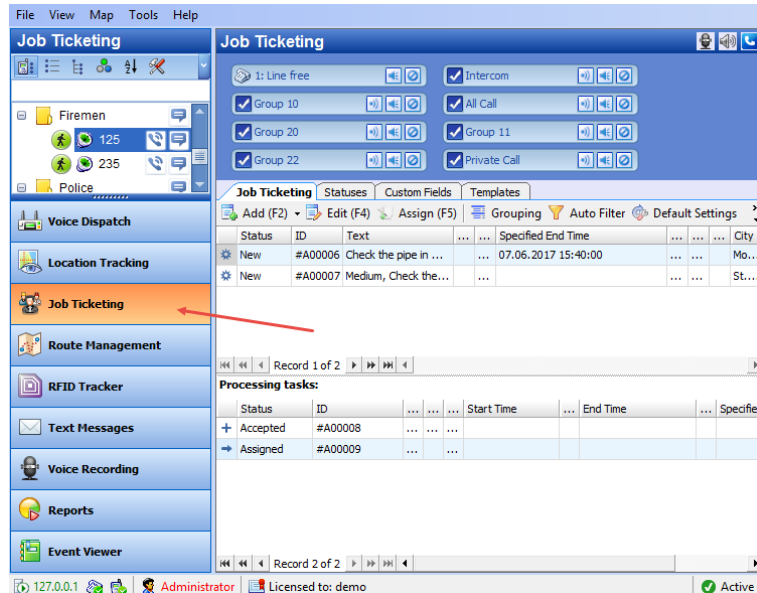 File View Map Tools Help
Job Ticketing
Firemen
125
235
Police
Voice Dispatch
Location Tracking
Job Ticketing
Route Management
RFID Tracker
Text Messages
Voice Recording
Reports
Event Viewer
Job Ticketing
1: Line free Intercom
Group 10 All Call
Group 20 Group 11
Group 22 Private Call
Job Ticketing Statuses Custom Fields Templates
Add (F2) Edit (F4) Assign (F5) Grouping Auto Filter Default Settings
Status ID Text ... ... Specified End Time ... ... ... City
New #A00006 Check the pipe in ... ... 07.06.2017 15:40:00 ... ... Mo...
New #A00007 Medium, Check the... ... ... ... St...
Record 1 of 2
Processing tasks:
Status ID ... ... ... Start Time ... End Time ... Specifie
Accepted #A00008 ... ... ...
Assigned #A00009 ... ...
Record 2 of 2
127.0.0.1 Administrator Licensed to: demo Active